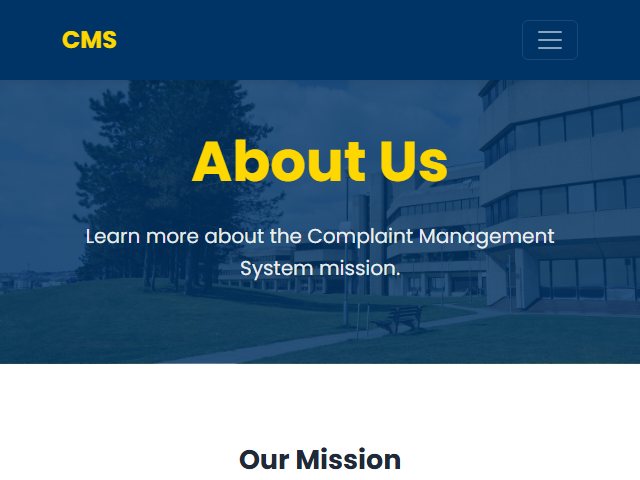 CMS
About Us
Learn more about the Complaint Management
System mission.
Our Mission